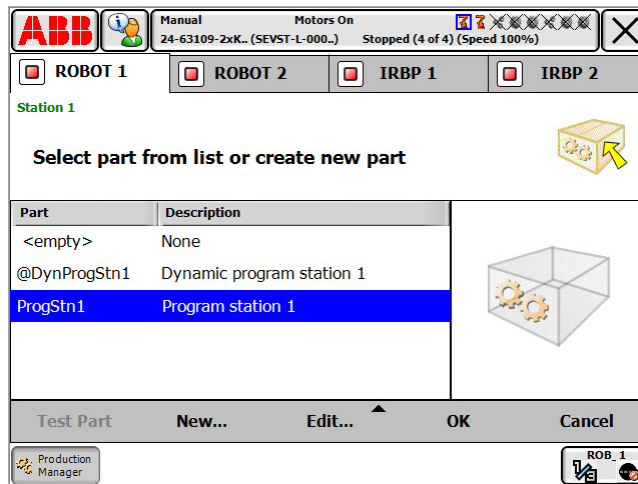 ABB
Manual Motors On
24-63109-2xK.. (SEVST-L-000..) Stopped (4 of 4) (Speed 100%)
ROBOT 1 ROBOT 2 IRBP 1 IRBP 2
Station 1
Select part from list or create new part
Part Description
<empty> None
@DynProgStn1 Dynamic program station 1
ProgStn1 Program station 1
Test Part New... Edit... OK Cancel
Production
Manager
ROB_1
1/3